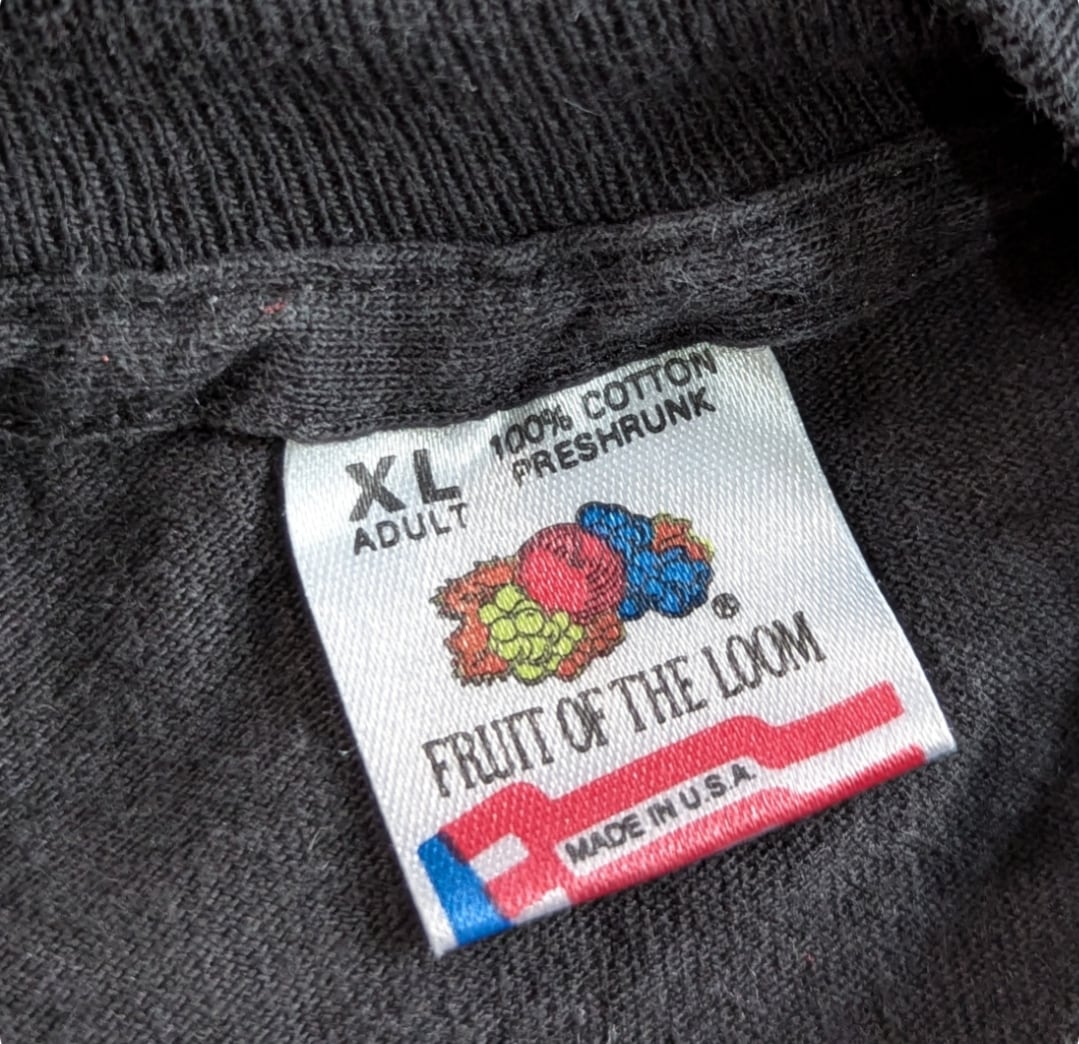 XL
ADULT
100% COTTON
PRESHRUNK
®
FRUIT OF THE LOOM
MADE IN U.S.A.